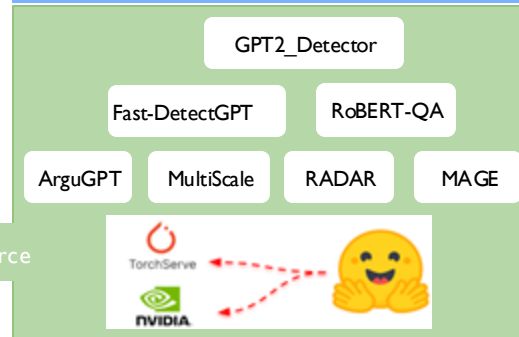 GPT2_Detector
Fast-DetectGPT
RoBERT-QA
ArguGPT
MultiScale
RADAR
MAGE
rce
TorchServe
NVIDIA